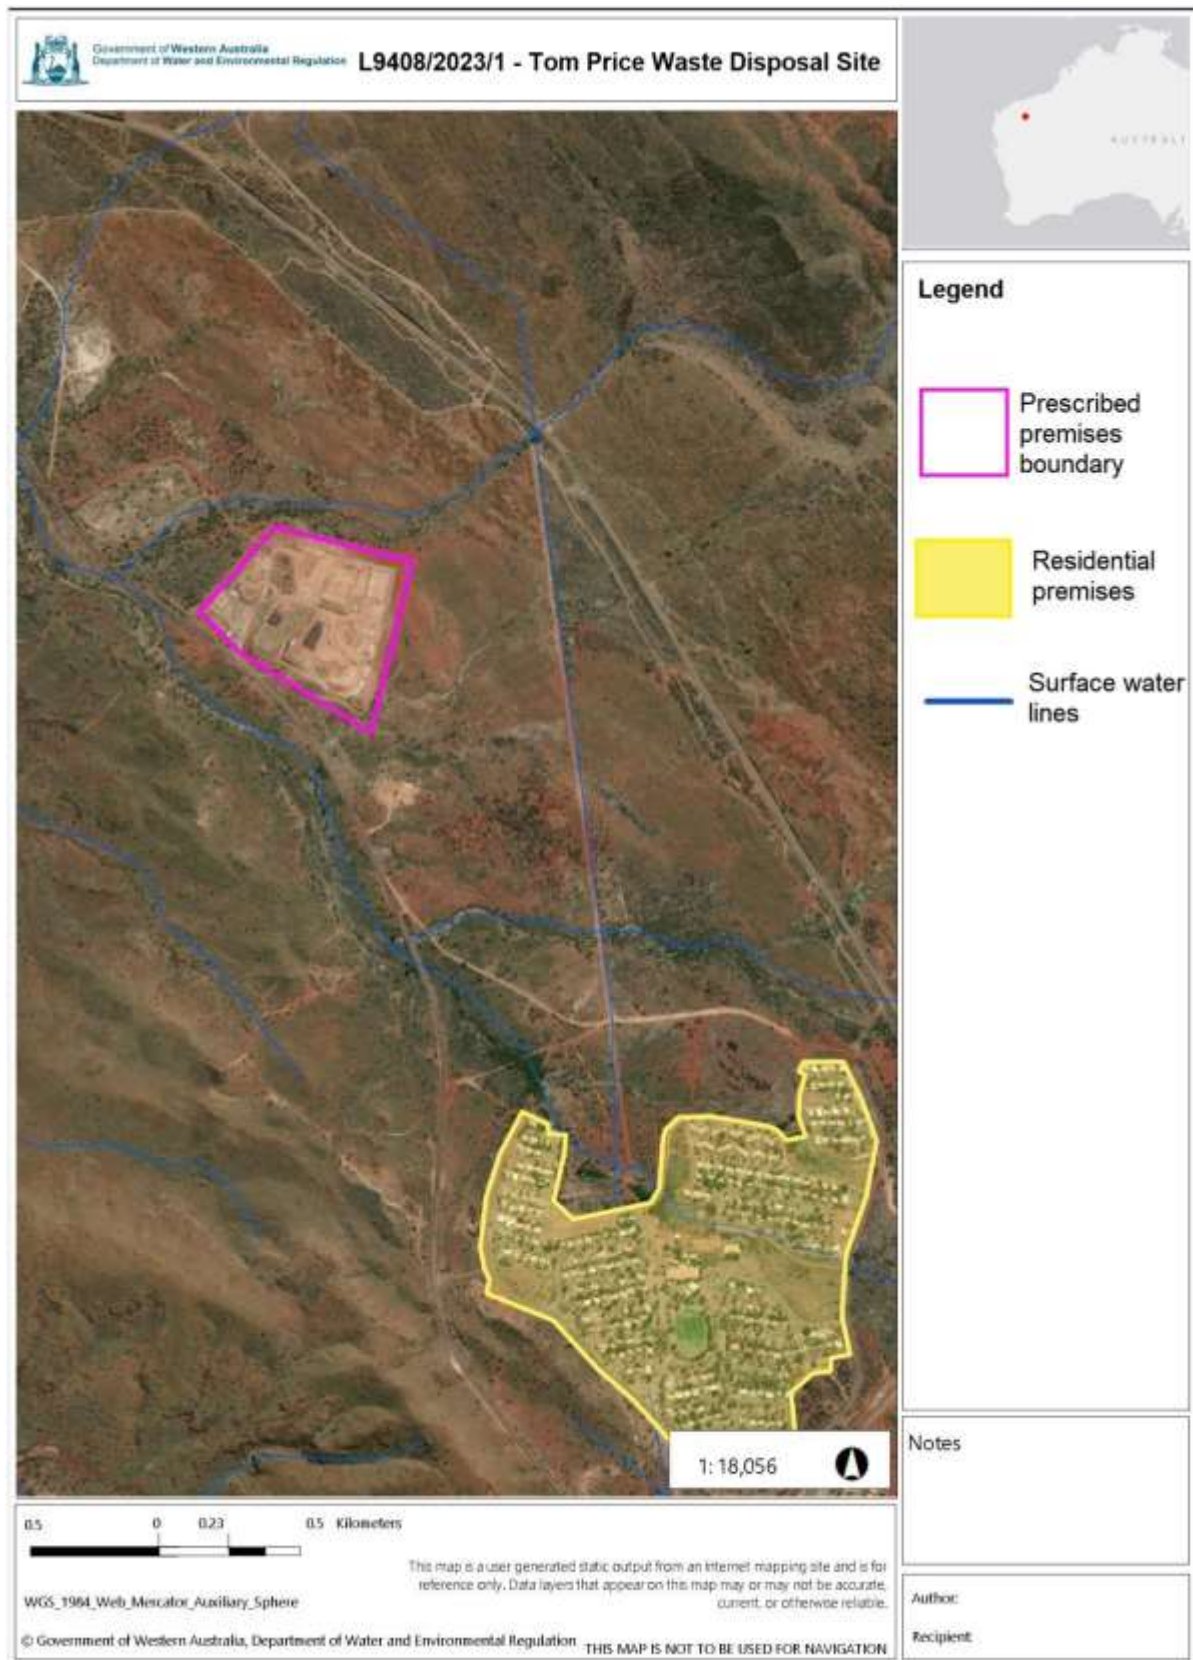 Government of Western Australia
Department of Water and Environmental Regulation
L9408/2023/1 - Tom Price Waste Disposal Site
AUSTRALI
Legend
Prescribed
premises
boundary
Residential
premises
Surface water
lines
1: 18,056
Notes
0.5 0 0.23 0.5 Kilometers
This map is a user generated static output from an Internet mapping site and is for
reference only. Data layers that appear on this map may or may not be accurate,
current, or otherwise reliable.
WGS_1984_Web_Mercator_Auxiliary_Sphere
© Government of Western Australia, Department of Water and Environmental Regulation
THIS MAP IS NOT TO BE USED FOR NAVIGATION
Author:
Recipient: